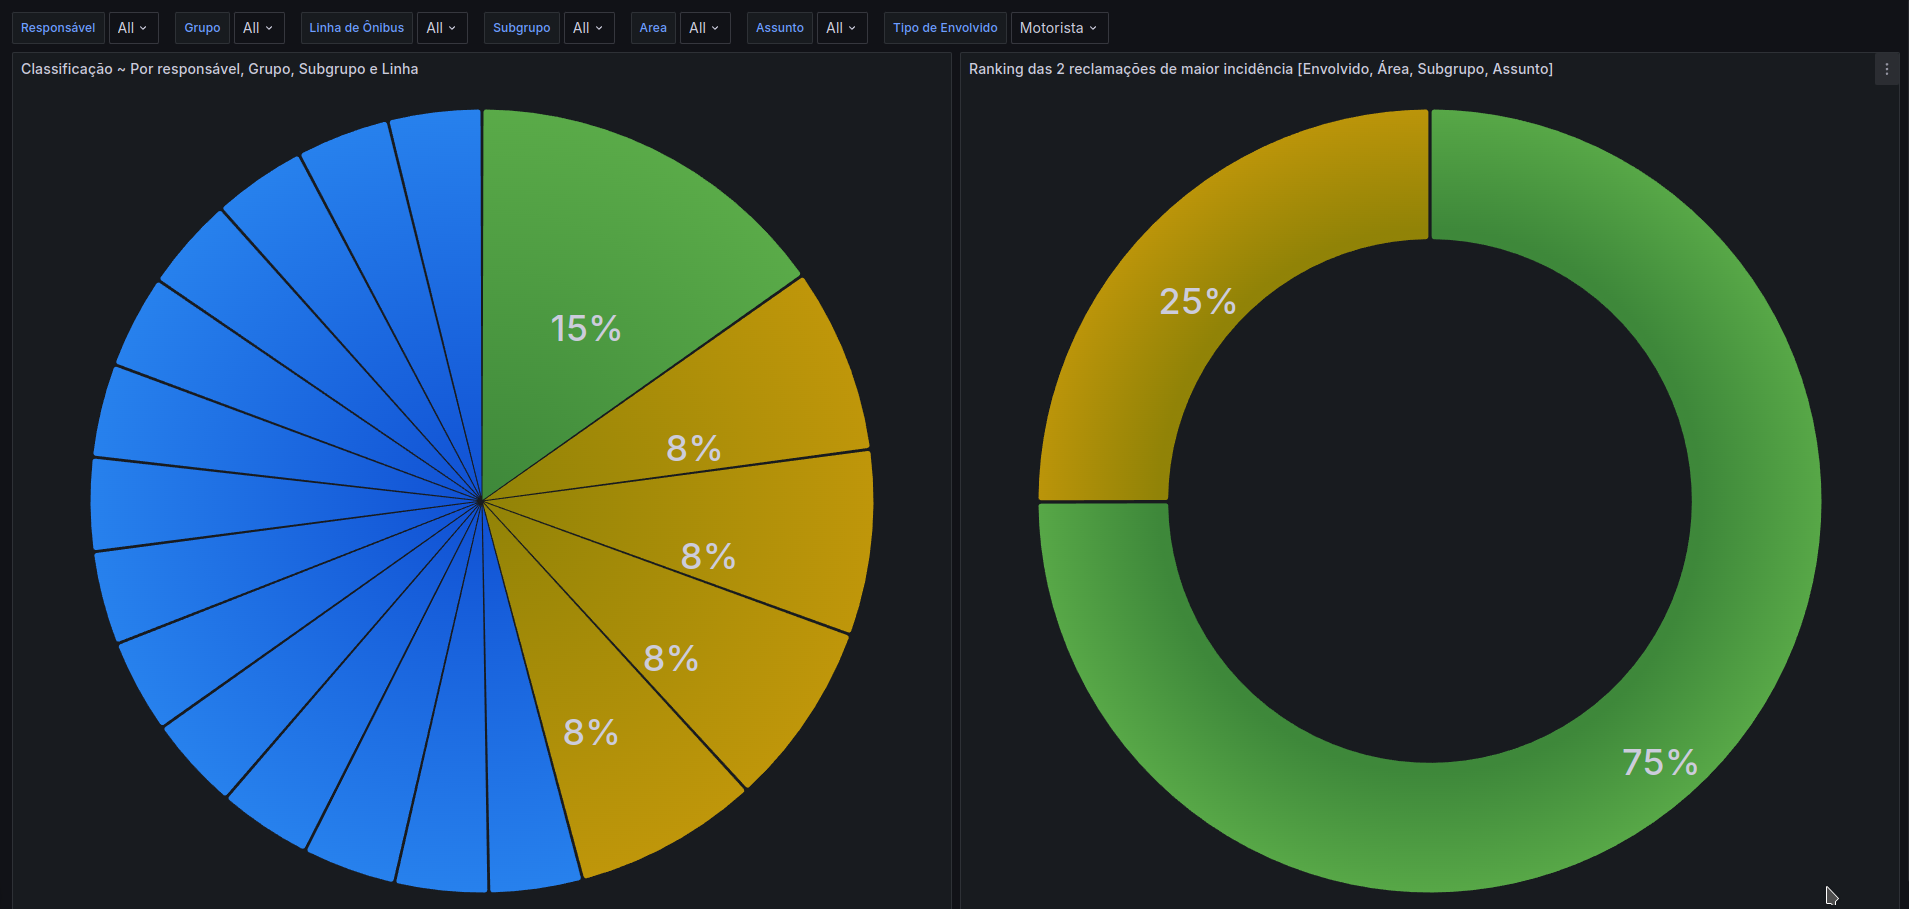 Responsável All Grupo All Linha de Ônibus All Subgrupo All Area All Assunto All Tipo de Envolvido Motorista
Classificação ~ Por responsável, Grupo, Subgrupo e Linha
15%
8%
8%
8%
8%
Ranking das 2 reclamações de maior incidência [Envolvido, Área, Subgrupo, Assunto]
25%
75%